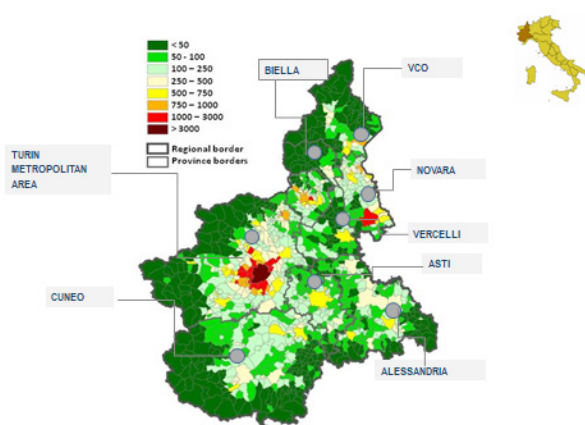 < 50
50 - 100
100 – 250
250 – 500
500 – 750
750 – 1000
1000 – 3000
> 3000
Regional border
Province borders
BIELLA
VCO
TURIN
METROPOLITAN
AREA
NOVARA
VERCELLI
ASTI
CUNEO
ALESSANDRIA